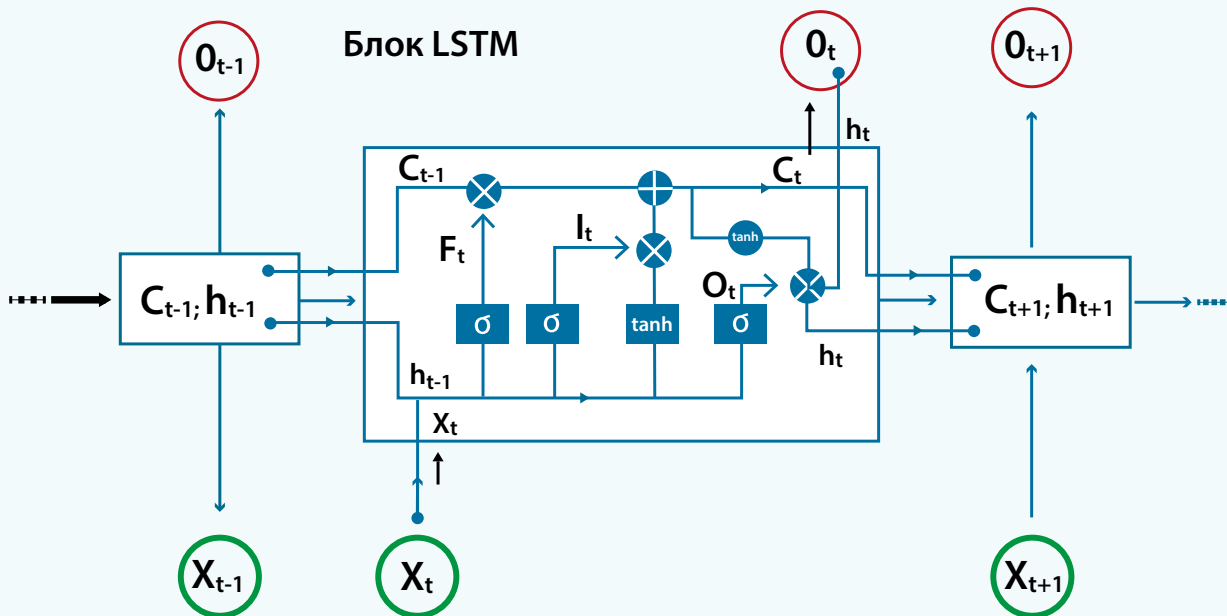 Блок LSTM
0t-1
0t
0t+1
ht
Ct-1
Ct
Ft
It
tanh
Ot
Ct-1; ht-1
σ
σ
tanh
σ
Ct+1; ht+1
ht
ht-1
Xt
Xt-1
Xt
Xt+1